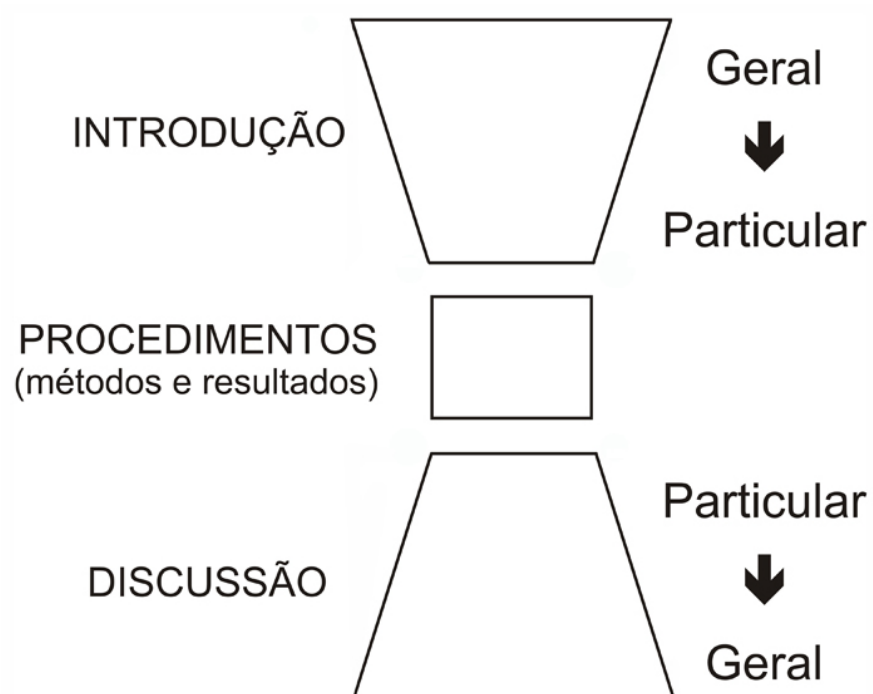 Geral
INTRODUÇÃO
Particular
PROCEDIMENTOS
(métodos e resultados)
Particular
DISCUSSÃO
Geral